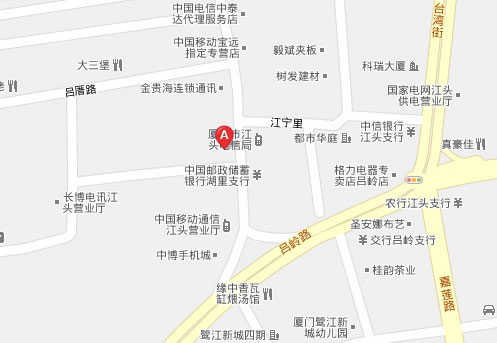 中国电信中泰
达代理服务店
中国移动宝远
指定专营店
台湾街
毅斌夹板
大三堡
科瑞大厦
树发建材
吕厝路
金贵海连锁通讯
国家电网江头
供电营业厅
A
江宁里
厦
市江
头
信局
都市华庭
中信银行
江头支行
真豪佳
中国邮政储蓄
银行湖里支行
格力电器专
卖店吕岭店
长博电讯江
头营业厅
农行江头支行
中国移动通信
江头营业厅
圣安娜布艺
吕岭路
交行吕岭支行
中博手机城
桂韵茶业
嘉莲路
缘中香瓦
缸煨汤馆
厦门鹭江新
城幼儿园
鹭江新城四期